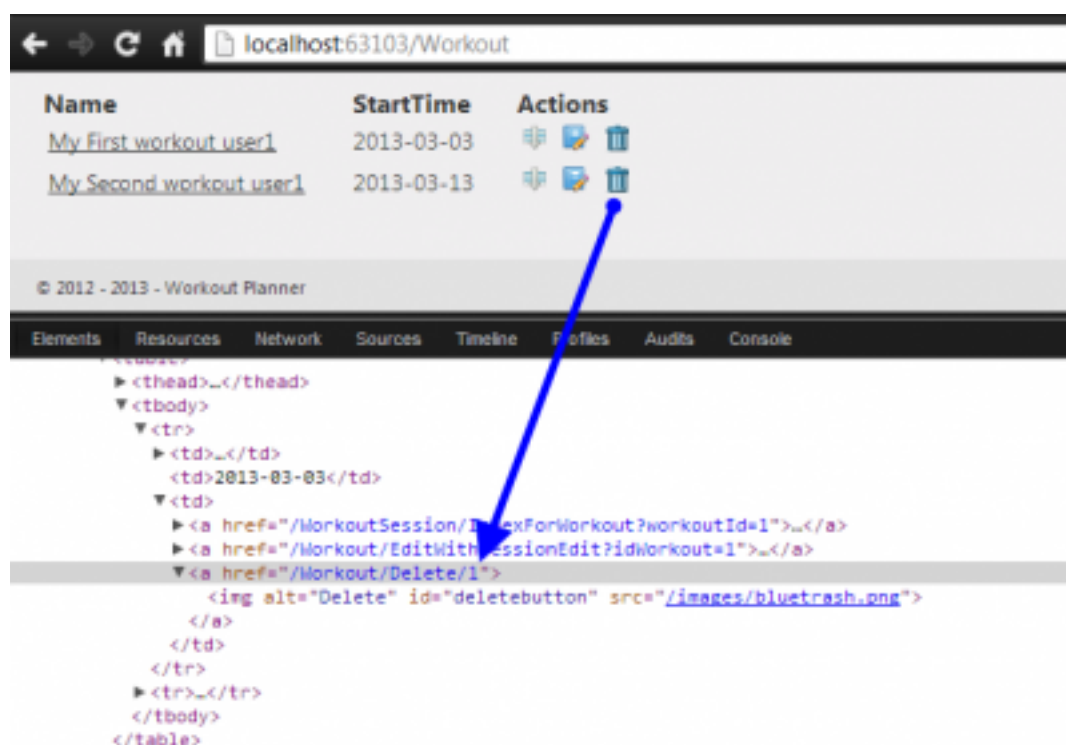 localhost:63103/Workout
Name StartTime Actions
My First workout user1 2013-03-03
My Second workout user1 2013-03-13
© 2012 - 2013 - Workout Planner
Elements Resources Network Sources Timeline Profiles Audits Console
<thead>…</thead>
<tbody>
<tr>
<td>…</td>
<td>2013-03-03</td>
<td>
<a href="/WorkoutSession/IndexForWorkout?workoutId=1">…</a>
<a href="/Workout/EditWithSessionEdit?idWorkout=1">…</a>
<a href="/Workout/Delete/1">
<img alt="Delete" id="deletebutton" src="/images/bluetrash.png">
</a>
</td>
</tr>
<tr>…</tr>
</tbody>
</table>